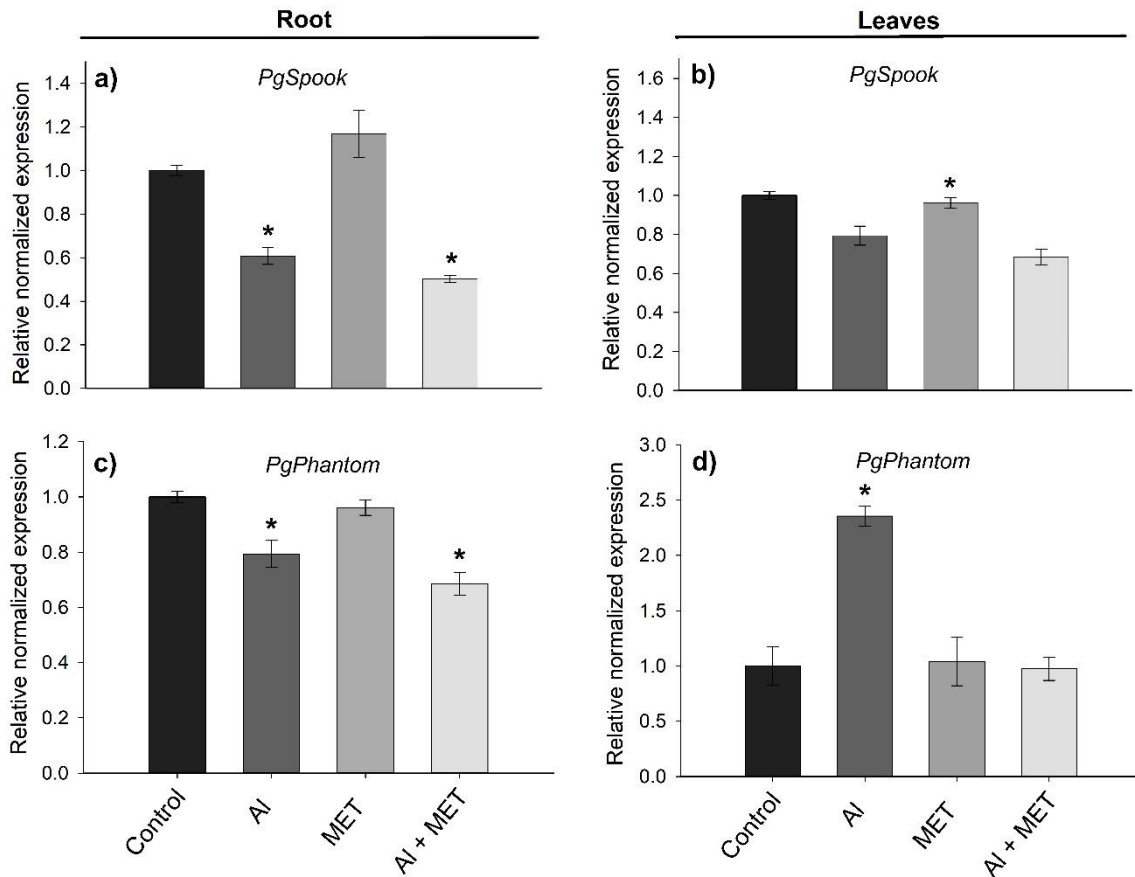 Root
Leaves
a)
PgSpook
Relative normalized expression
1.4
1.2
1.0
0.8
0.6
0.4
0.2
0.0
*
*
b)
PgSpook
Relative normalized expression
1.6
1.4
1.2
1.0
0.8
0.6
0.4
0.2
0.0
*
c)
PgPhantom
Relative normalized expression
1.2
1.0
0.8
0.6
0.4
0.2
0.0
*
*
Control
Al
MET
Al + MET
d)
PgPhantom
Relative normalized expression
3.0
2.5
2.0
1.5
1.0
0.5
0.0
*
Control
Al
MET
Al + MET